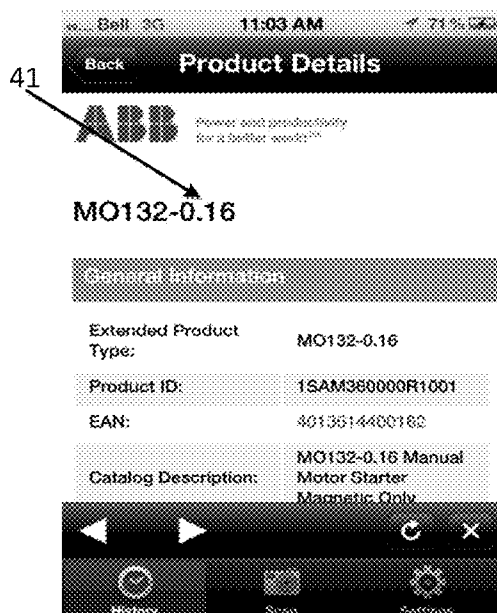 Bell 3G 11:03 AM 71%
Back Product Details
41
ABB Power and productivity
for a better world™
MO132-0.16
General Information
Extended Product
Type: MO132-0.16
Product ID: 1SAM360000R1001
EAN: 4013614400162
Catalog Description: MO132-0.16 Manual
Motor Starter
Magnetic Only
History Scan Settings